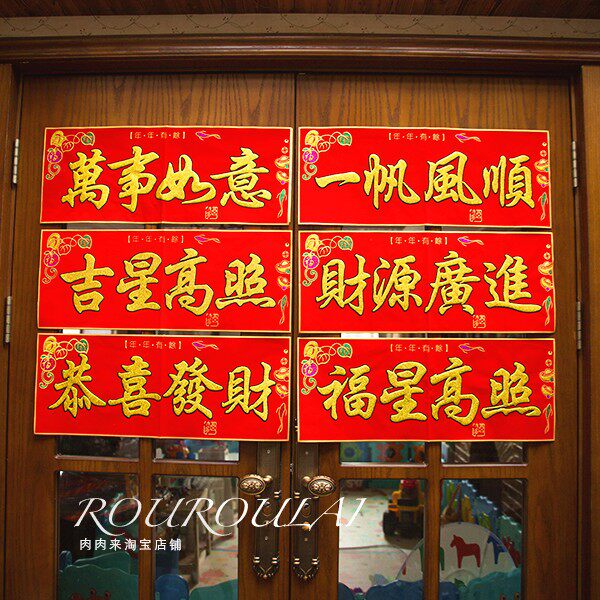 【年·年·有·餘】
萬事如意
【年·年·有·餘】
一帆風順
【年·年·有·餘】
吉星高照
【年·年·有·餘】
財源廣進
【年·年·有·餘】
恭喜發財
【年·年·有·餘】
福星高照
ROUROULAI
肉肉来淘宝店铺